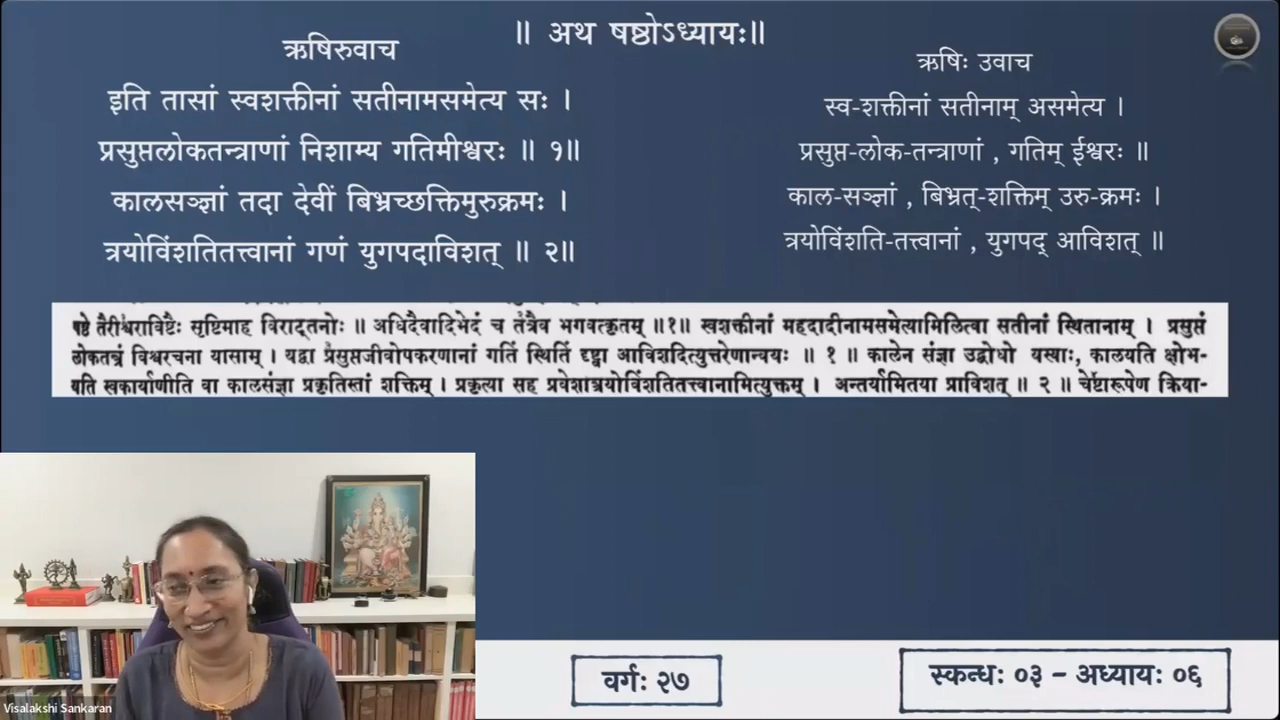 ॥ अथ षष्ठोऽध्यायः॥
ऋषिरुवाच
इति तासां स्वशक्तीनां सतीनामसमेत्य सः ।
प्रसुप्तलोकतन्त्राणां निशाम्य गतिमीश्वरः ॥ १॥
कालसञ्ज्ञां तदा देवीं बिभ्रच्छक्तिमुरुक्रमः ।
त्रयोविंशतितत्त्वानां गणं युगपदाविशत् ॥ २॥
ऋषिः उवाच
स्व-शक्तीनां सतीनाम् असमेत्य ।
प्रसुप्त-लोक-तन्त्राणां , गतिम् ईश्वरः ॥
काल-सञ्ज्ञां , बिभ्रत्-शक्तिम् उरु-क्रमः ।
त्रयोविंशति-तत्त्वानां , युगपद् आविशत् ॥
षष्ठे तैरीश्वराविष्टैः सृष्टिमाह विराट्तनोः ॥ अधिदैवादिभेदं च तत्रैव भगवत्कृतम् ॥१॥ स्वशक्तीनां महदादीनामसमेत्यामिलित्वा सतीनां स्थितानाम् । प्रसुप्तं
लोकतन्त्रं विश्वरचना यासाम् । यद्वा प्रसुप्तजीवोपकरणानां गतिं स्थितिं दृष्ट्वा आविशदित्युत्तरेणान्वयः ॥ १ ॥ कालेन संज्ञा उद्बोधो यस्याः, कालयति क्षोभ-
यति स्वकार्याणीति वा कालसंज्ञा प्रकृतिस्तां शक्तिम् । प्रकृत्या सह प्रवेशात्रयोविंशतितत्त्वानामित्युक्तम् । अन्तर्यामितया प्राविशत् ॥ २ ॥ चेष्टारूपेण क्रिया-
Visalakshi Sankaran
वर्गः २७
स्कन्धः ०३ – अध्यायः ०६